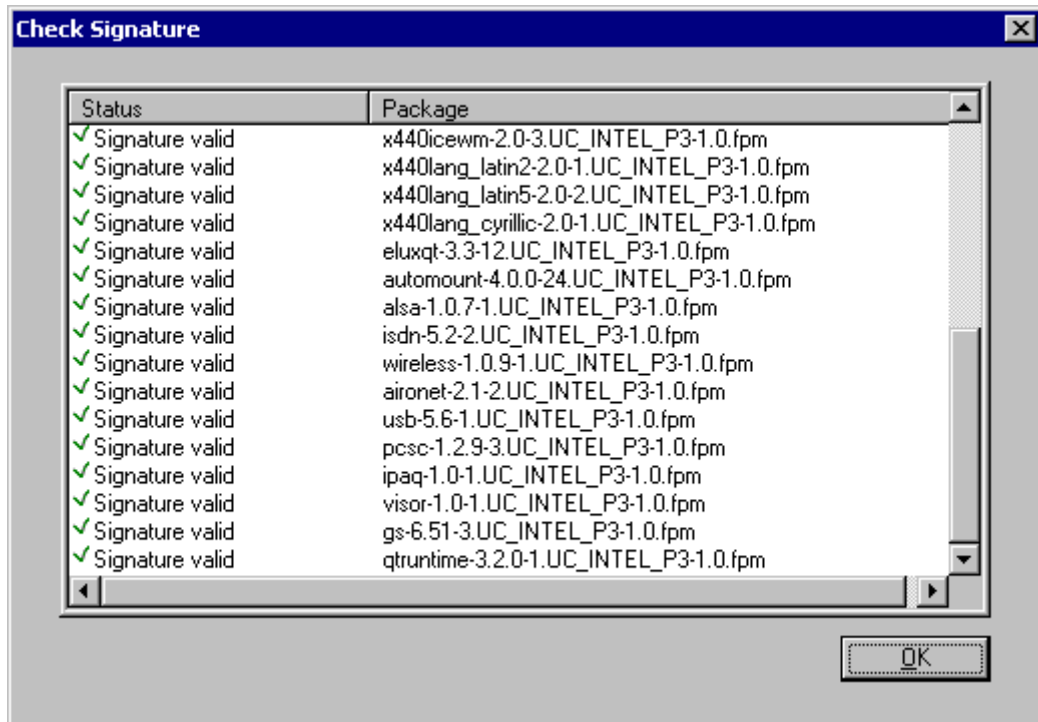 Check Signature
Status Package
Signature valid x440icewm-2.0-3.UC_INTEL_P3-1.0.fpm
Signature valid x440lang_latin2-2.0-1.UC_INTEL_P3-1.0.fpm
Signature valid x440lang_latin5-2.0-2.UC_INTEL_P3-1.0.fpm
Signature valid x440lang_cyrillic-2.0-1.UC_INTEL_P3-1.0.fpm
Signature valid eluxqt-3.3-12.UC_INTEL_P3-1.0.fpm
Signature valid automount-4.0.0-24.UC_INTEL_P3-1.0.fpm
Signature valid alsa-1.0.7-1.UC_INTEL_P3-1.0.fpm
Signature valid isdn-5.2-2.UC_INTEL_P3-1.0.fpm
Signature valid wireless-1.0.9-1.UC_INTEL_P3-1.0.fpm
Signature valid aironet-2.1-2.UC_INTEL_P3-1.0.fpm
Signature valid usb-5.6-1.UC_INTEL_P3-1.0.fpm
Signature valid pcsc-1.2.9-3.UC_INTEL_P3-1.0.fpm
Signature valid ipaq-1.0-1.UC_INTEL_P3-1.0.fpm
Signature valid visor-1.0-1.UC_INTEL_P3-1.0.fpm
Signature valid gs-6.51-3.UC_INTEL_P3-1.0.fpm
Signature valid qtruntime-3.2.0-1.UC_INTEL_P3-1.0.fpm
OK